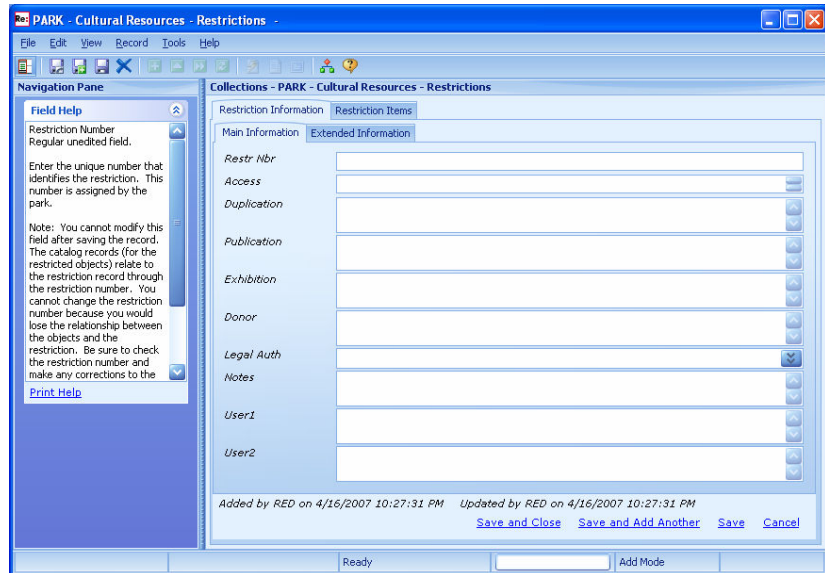 Re: PARK - Cultural Resources - Restrictions -
File Edit View Record Tools Help
Navigation Pane
Field Help
Restriction Number
Regular unedited field.
Enter the unique number that
identifies the restriction. This
number is assigned by the
park.
Note: You cannot modify this
field after saving the record.
The catalog records (for the
restricted objects) relate to
the restriction record through
the restriction number. You
cannot change the restriction
number because you would
lose the relationship between
the objects and the
restriction. Be sure to check
the restriction number and
make any corrections to the
Print Help
Collections - PARK - Cultural Resources - Restrictions
Restriction Information Restriction Items
Main Information Extended Information
Restr Nbr
Access
Duplication
Publication
Exhibition
Donor
Legal Auth
Notes
User1
User2
Added by RED on 4/16/2007 10:27:31 PM Updated by RED on 4/16/2007 10:27:31 PM
Save and Close Save and Add Another Save Cancel
Ready Add Mode